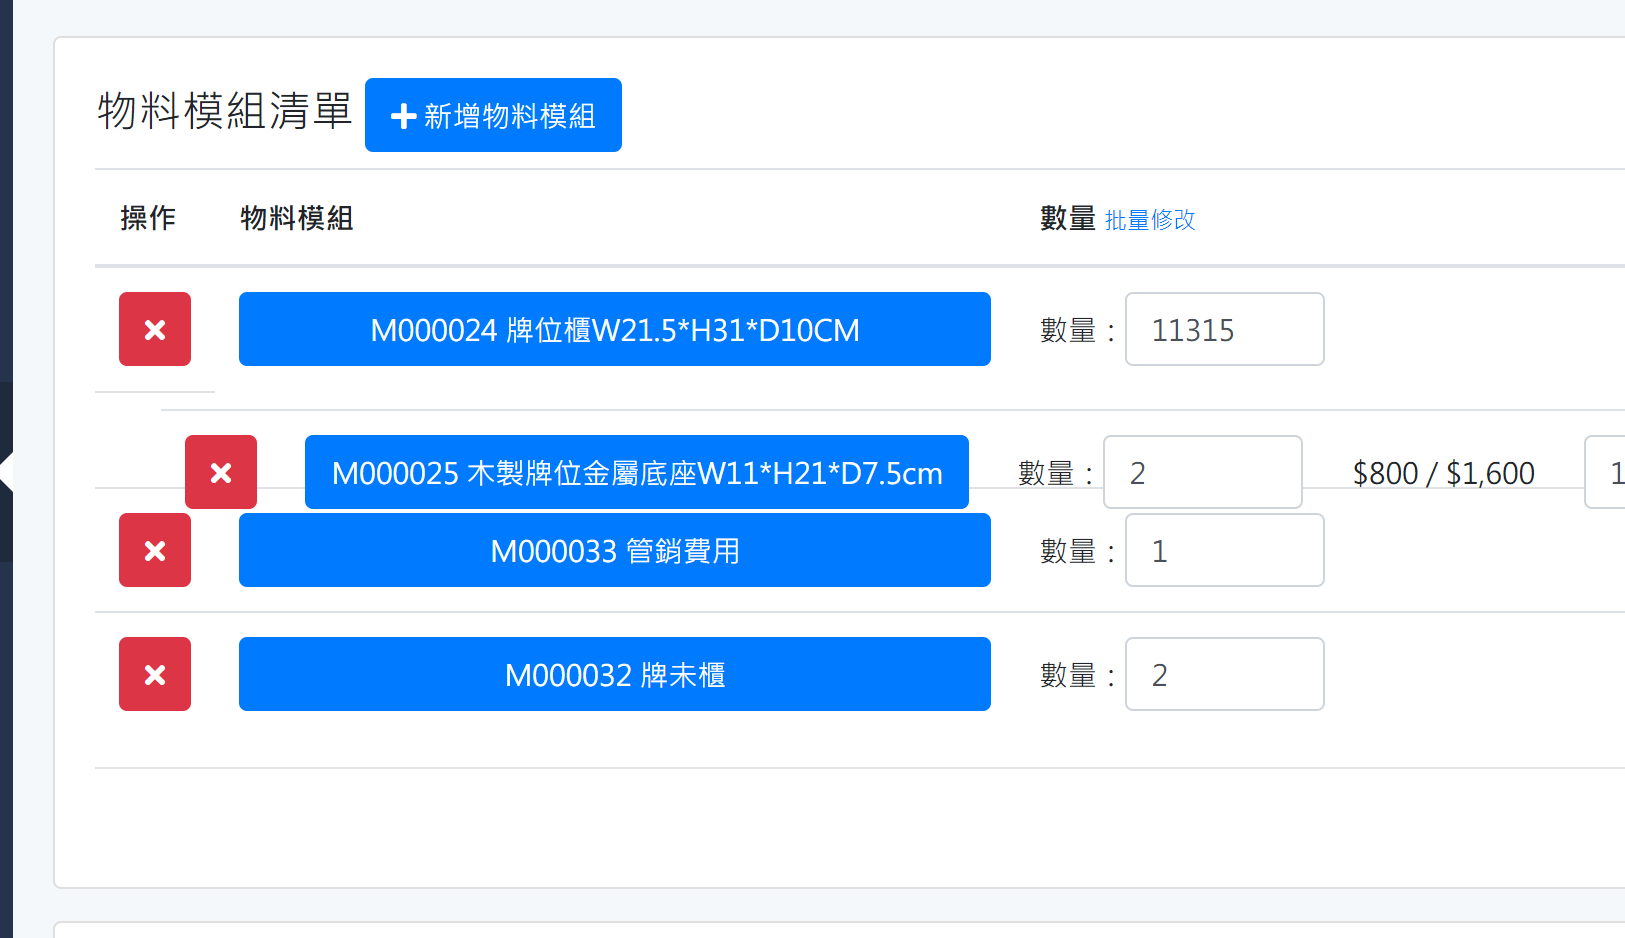 物料模組清單 新增物料模組
操作 物料模組 數量 批量修改
M000024 牌位櫃W21.5*H31*D10CM 數量： 11315
M000025 木製牌位金屬底座W11*H21*D7.5cm 數量： 2 $800 / $1,600 1
M000033 管銷費用 數量： 1
M000032 牌未櫃 數量： 2